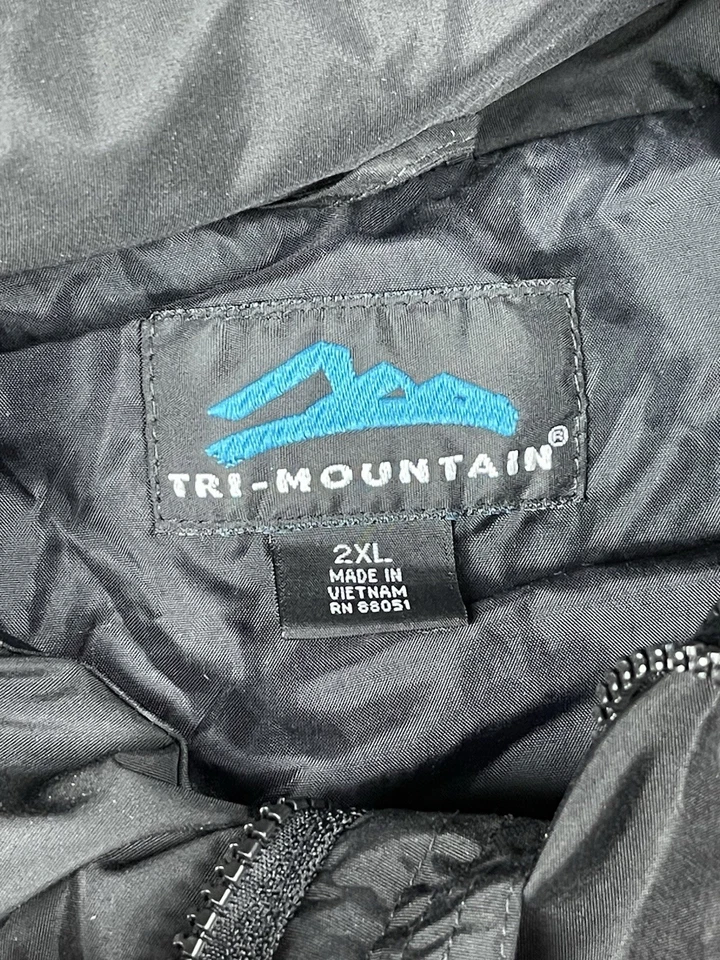 TRI-MOUNTAIN®
2XL
MADE IN
VIETNAM
RN 88051